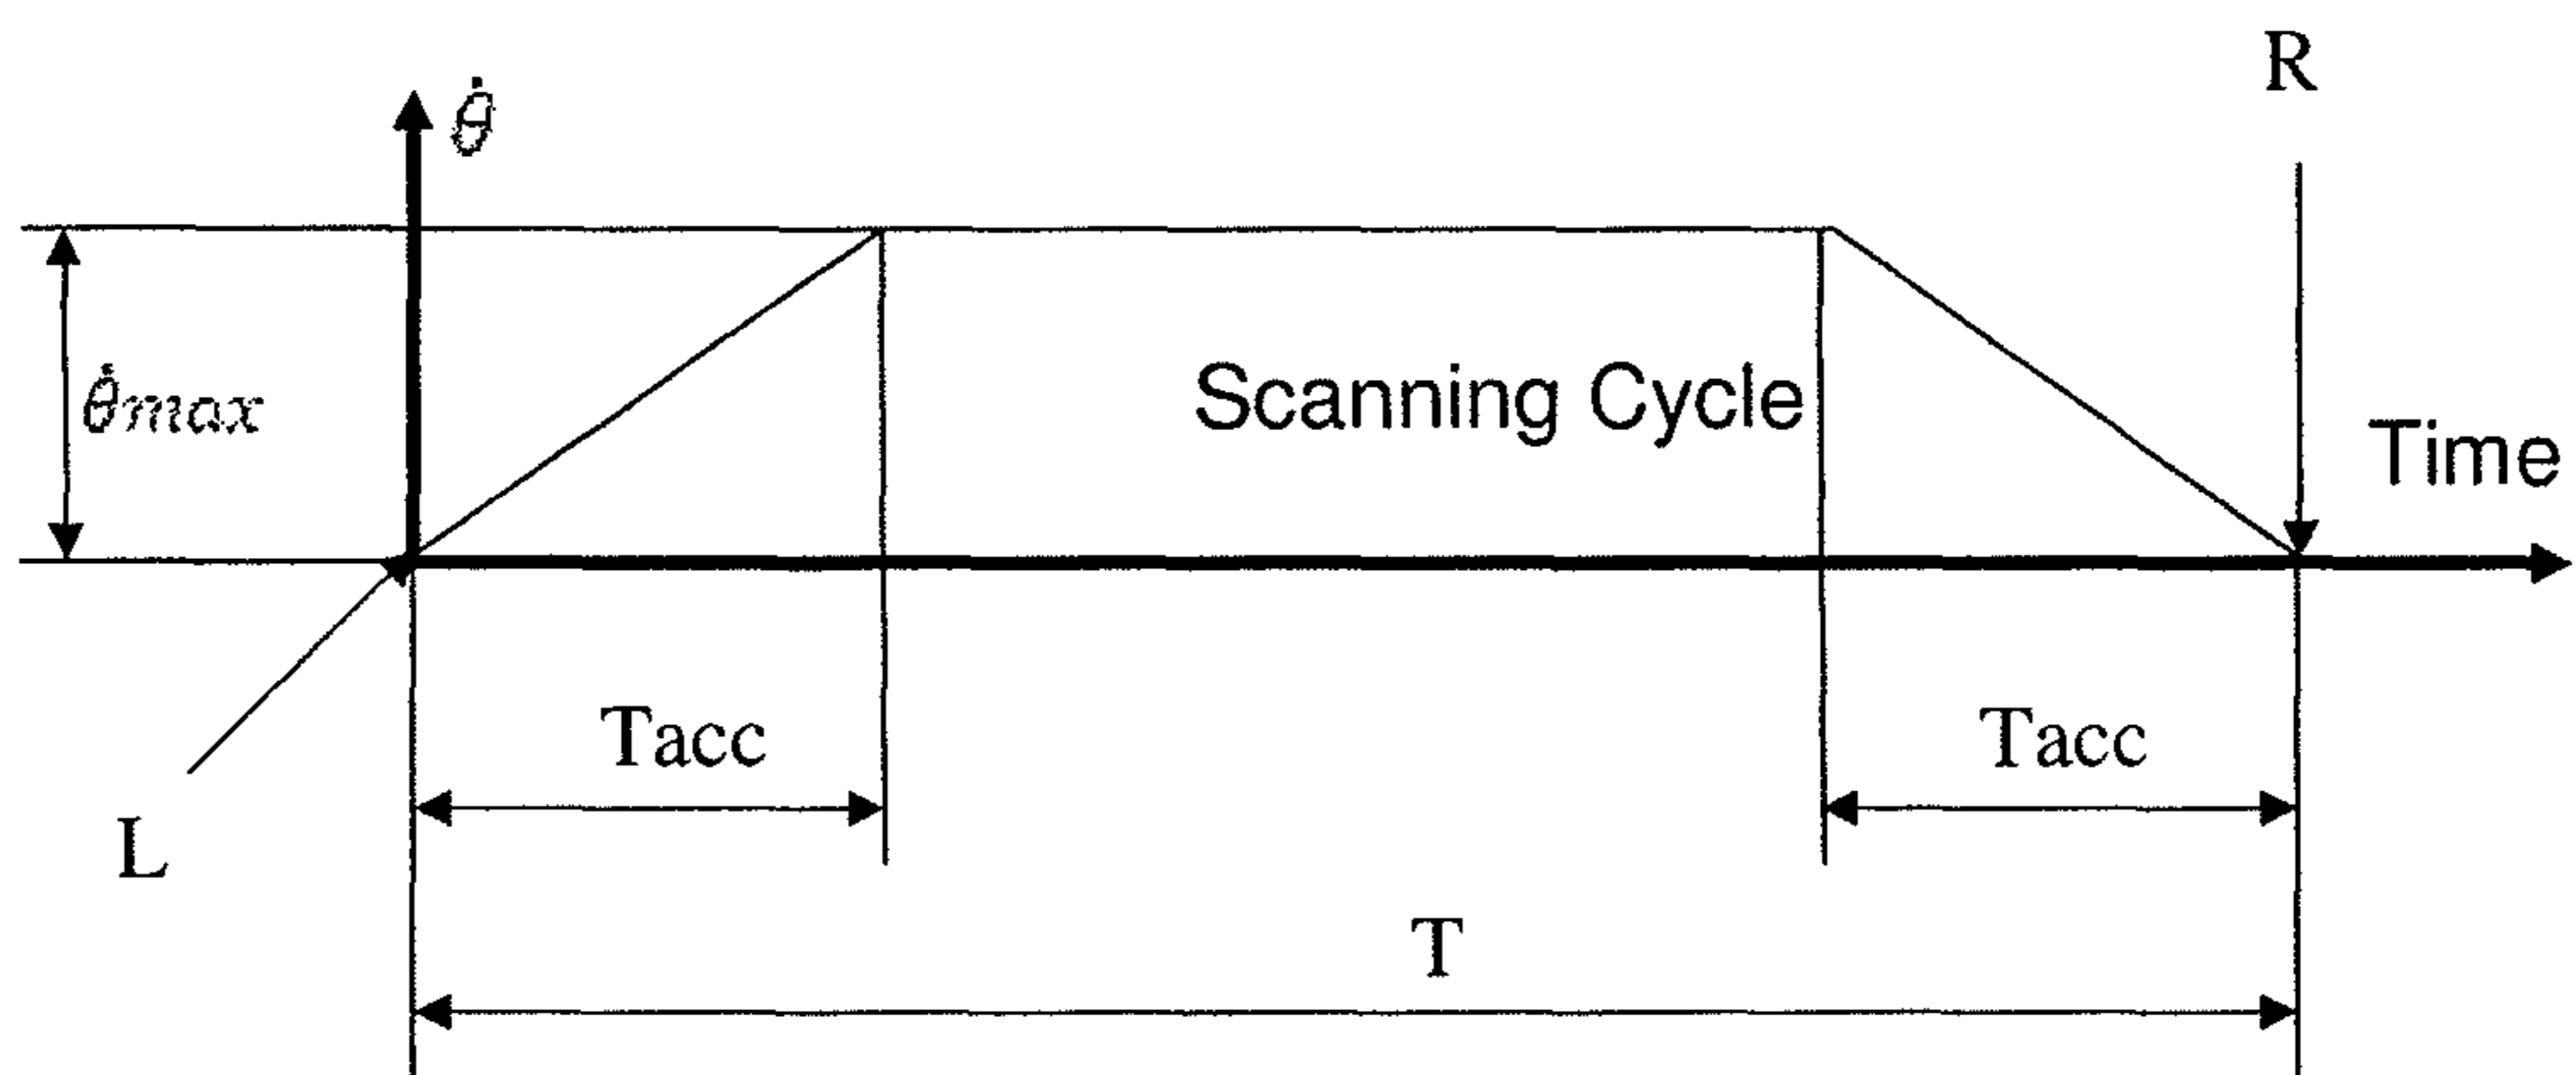 R
θ̇
θ̇max
Scanning Cycle
Time
Tacc
Tacc
L
T